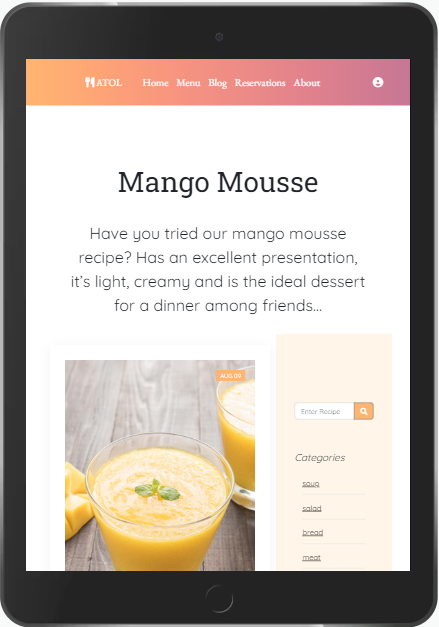 ATOL Home Menu Blog Reservations About
Mango Mousse
Have you tried our mango mousse
recipe? Has an excellent presentation,
it's light, creamy and is the ideal dessert
for a dinner among friends...
AUG 09
Enter Recipe
Categories
soup
salad
bread
meat